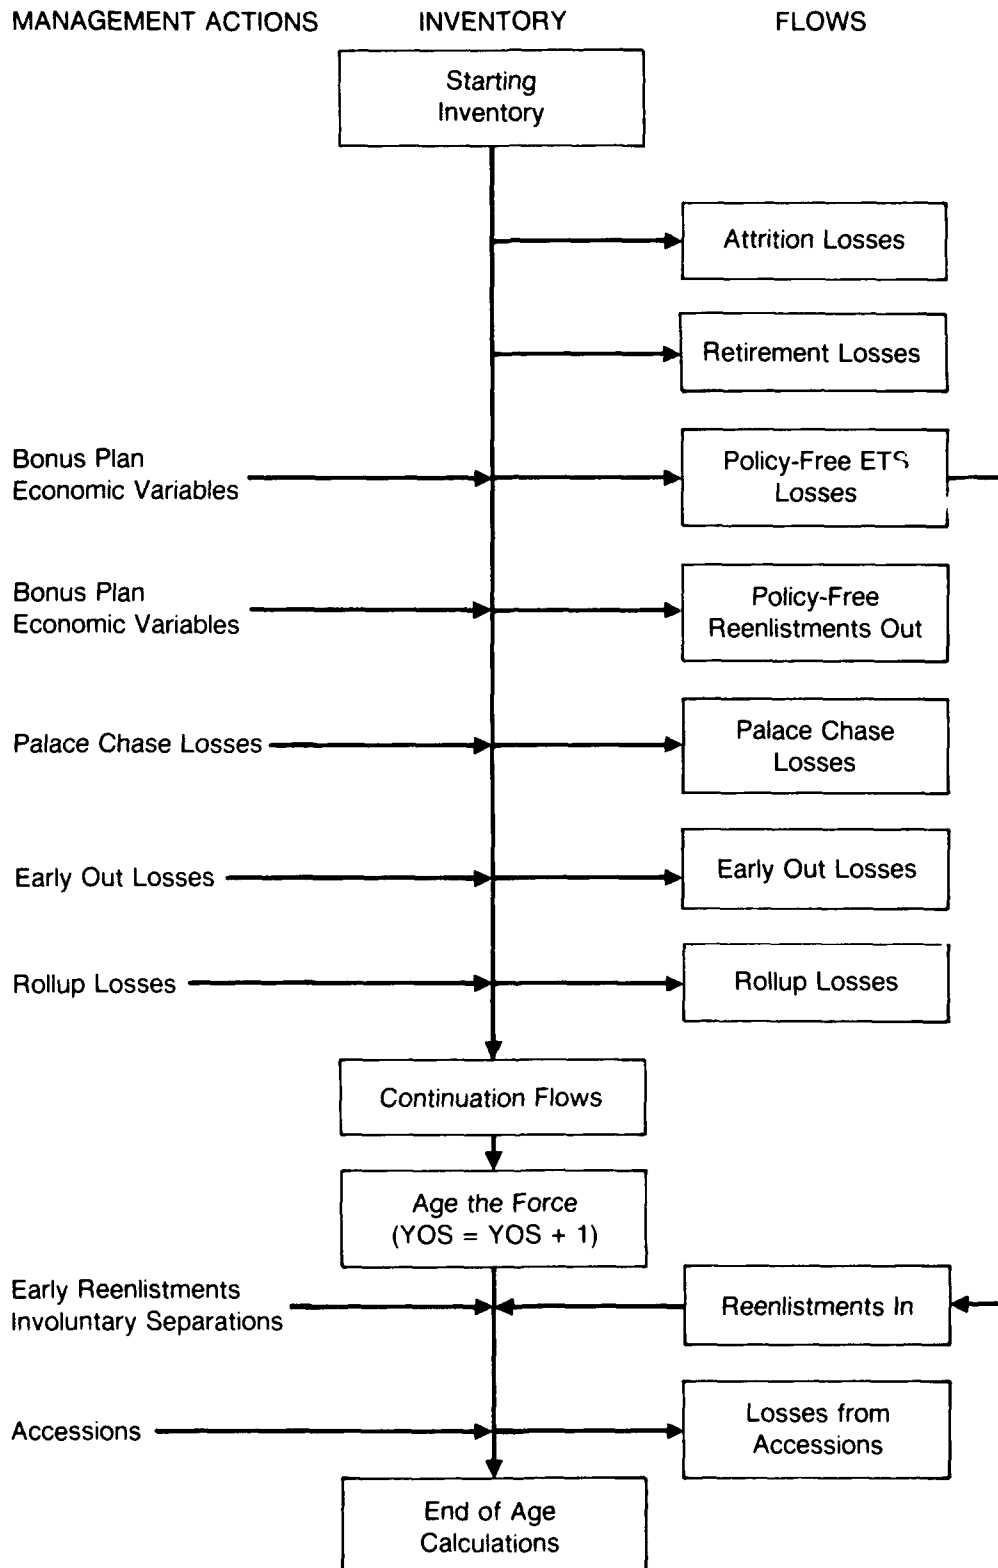 MANAGEMENT ACTIONS
INVENTORY
FLOWS
Starting
Inventory
Attrition Losses
Retirement Losses
Bonus Plan
Economic Variables
Policy-Free ETS
Losses
Bonus Plan
Economic Variables
Policy-Free
Reenlistments Out
Palace Chase Losses
Palace Chase
Losses
Early Out Losses
Early Out Losses
Rollup Losses
Rollup Losses
Continuation Flows
Age the Force
(YOS = YOS + 1)
Early Reenlistments
Involuntary Separations
Reenlistments In
Accessions
Losses from
Accessions
End of Age
Calculations